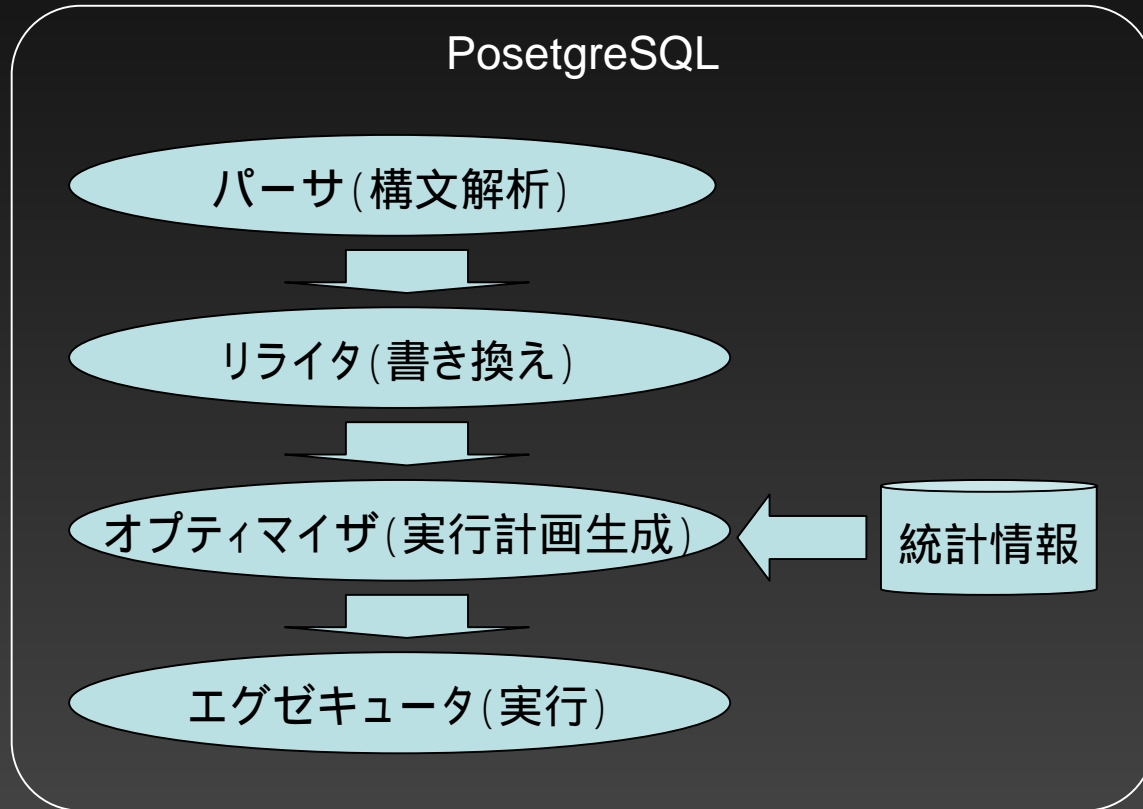 PosetgreSQL
パーサ(構文解析)
リライタ(書き換え)
オプティマイザ(実行計画生成)
統計情報
エグゼキュータ(実行)